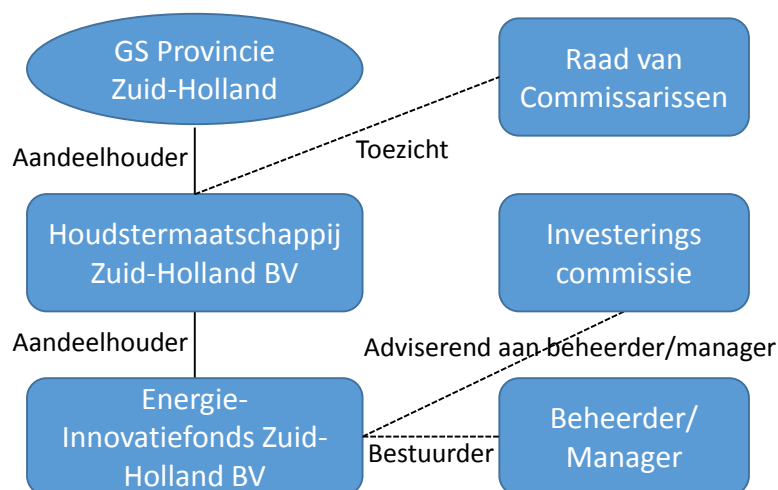 GS Provincie
Zuid-Holland
Raad van
Commissarissen
Aandeelhouder
Toezicht
Houdstermaatschappij
Zuid-Holland BV
Investerings
commissie
Aandeelhouder
Adviserend aan beheerder/manager
Energie-
Innovatiefonds Zuid-
Holland BV
Bestuurder
Beheerder/
Manager